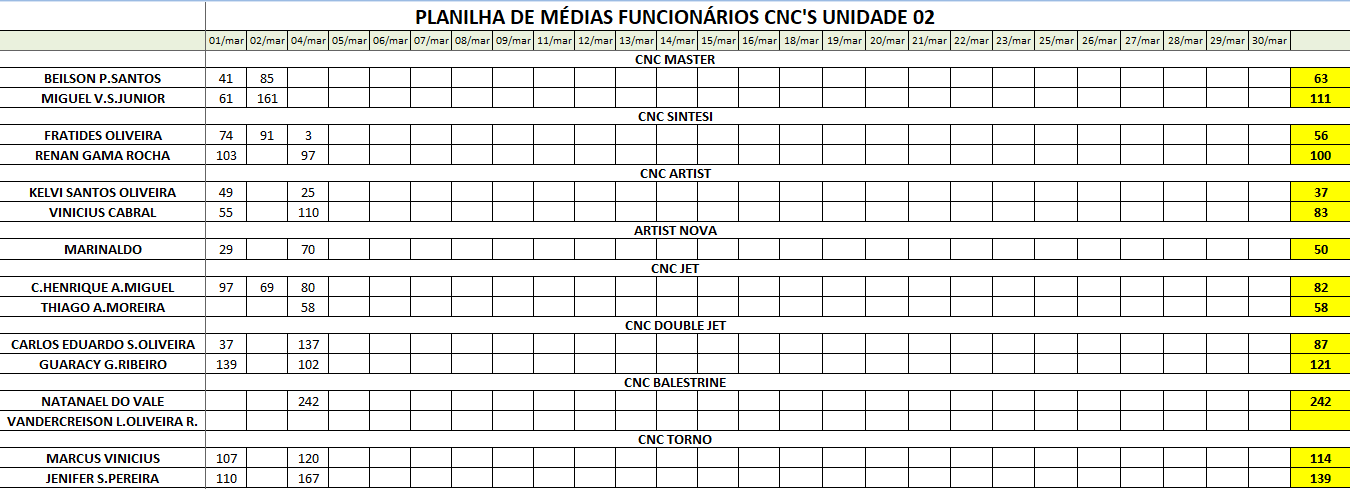 PLANILHA DE MÉDIAS FUNCIONÁRIOS CNC'S UNIDADE 02
01/mar 02/mar 04/mar 05/mar 06/mar 07/mar 08/mar 09/mar 11/mar 12/mar 13/mar 14/mar 15/mar 16/mar 18/mar 19/mar 20/mar 21/mar 22/mar 23/mar 25/mar 26/mar 27/mar 28/mar 29/mar 30/mar
CNC MASTER
BEILSON P.SANTOS 41 85 63
MIGUEL V.S.JUNIOR 61 161 111
CNC SINTESI
FRATIDES OLIVEIRA 74 91 3 56
RENAN GAMA ROCHA 103 97 100
CNC ARTIST
KELVI SANTOS OLIVEIRA 49 25 37
VINICIUS CABRAL 55 110 83
ARTIST NOVA
MARINALDO 29 70 50
CNC JET
C.HENRIQUE A.MIGUEL 97 69 80 82
THIAGO A.MOREIRA 58 58
CNC DOUBLE JET
CARLOS EDUARDO S.OLIVEIRA 37 137 87
GUARACY G.RIBEIRO 139 102 121
CNC BALESTRINE
NATANAEL DO VALE 242 242
VANDERCREISON L.OLIVEIRA R.
CNC TORNO
MARCUS VINICIUS 107 120 114
JENIFER S.PEREIRA 110 167 139